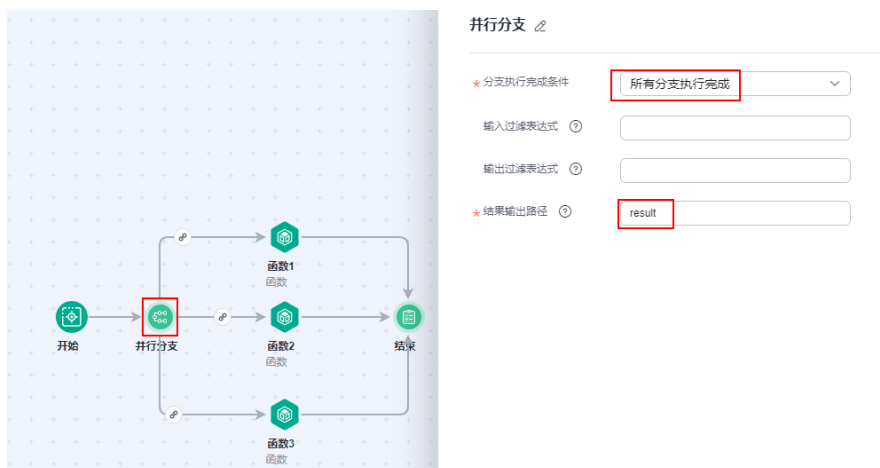 并行分支
* 分支执行完成条件 所有分支执行完成
输入过滤表达式 ?
输出过滤表达式 ?
* 结果输出路径 ? result
函数1
函数
开始
并行分支
函数2
函数
结束
函数3
函数